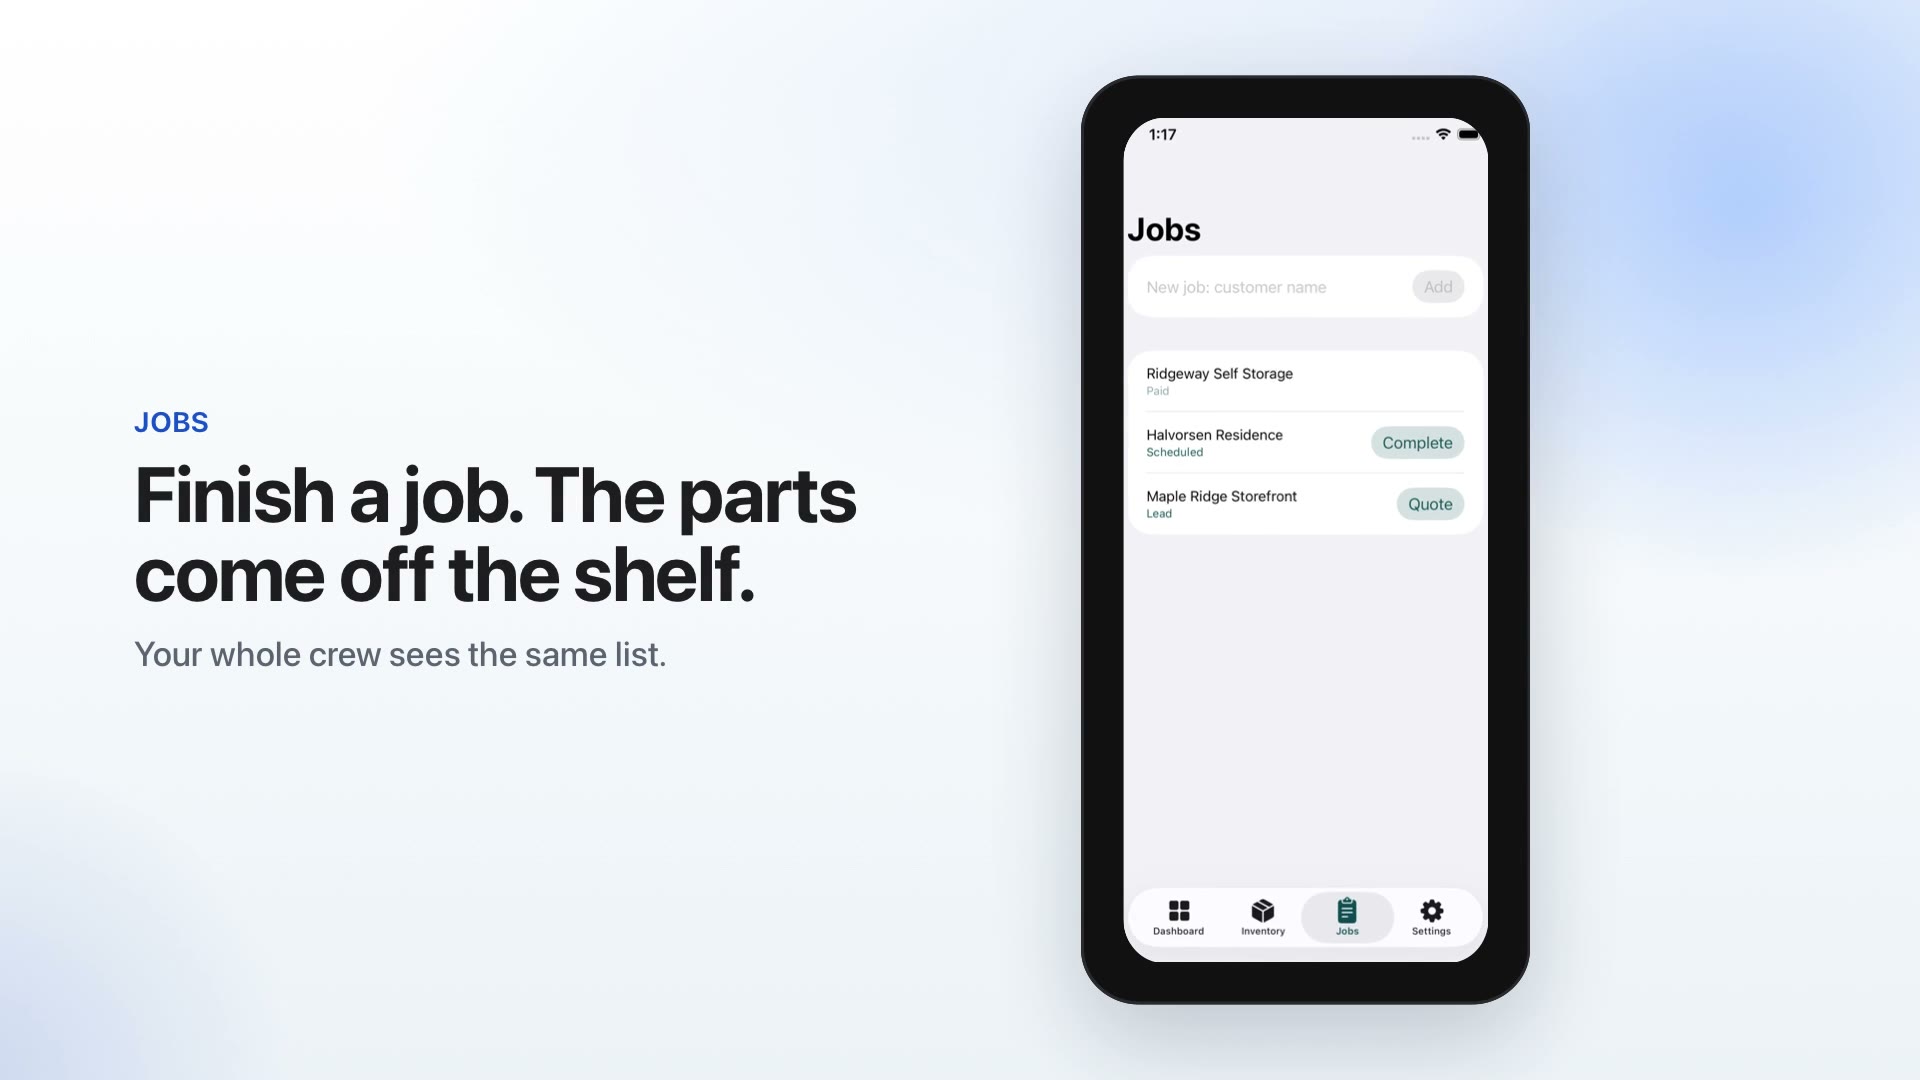 JOBS
Finish a job. The parts
come off the shelf.
Your whole crew sees the same list.
1:17
Jobs
New job: customer name
Add
Ridgeway Self Storage
Paid
Halvorsen Residence
Scheduled
Complete
Maple Ridge Storefront
Lead
Quote
Dashboard
Inventory
Jobs
Settings